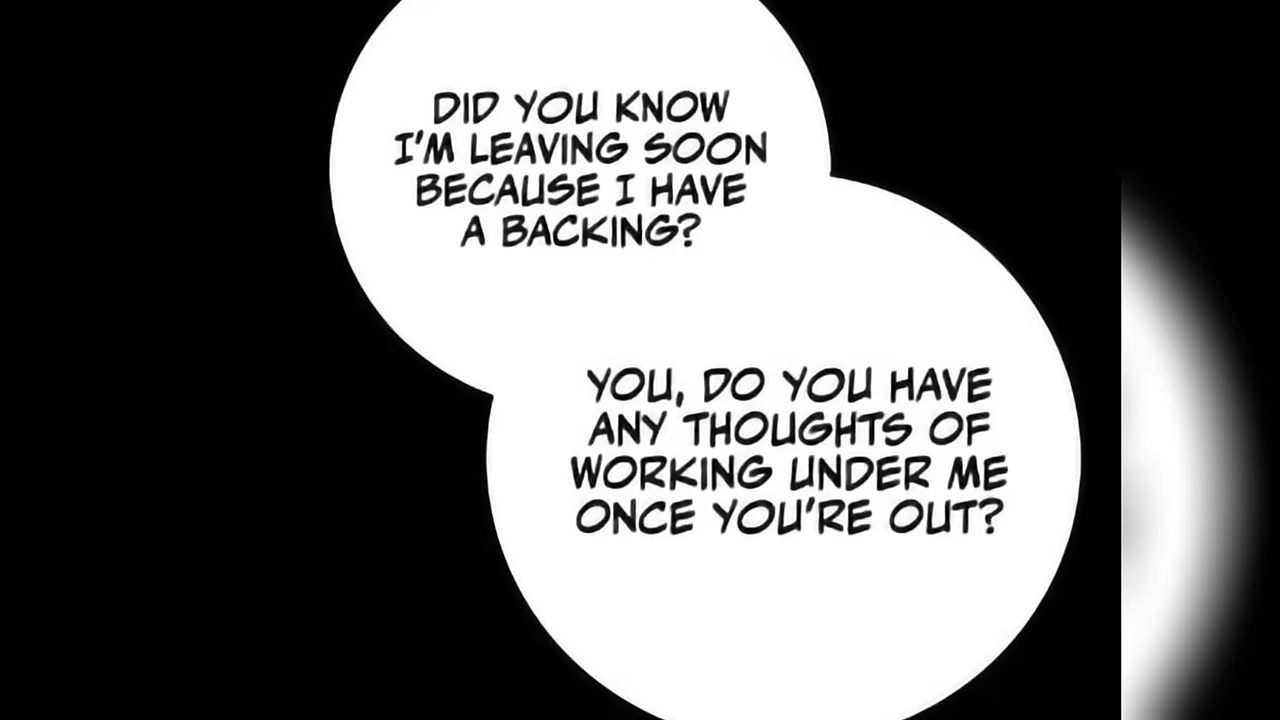 DID YOU KNOW
I'M LEAVING SOON
BECAUSE I HAVE
A BACKING?
YOU, DO YOU HAVE
ANY THOUGHTS OF
WORKING UNDER ME
ONCE YOU'RE OUT?